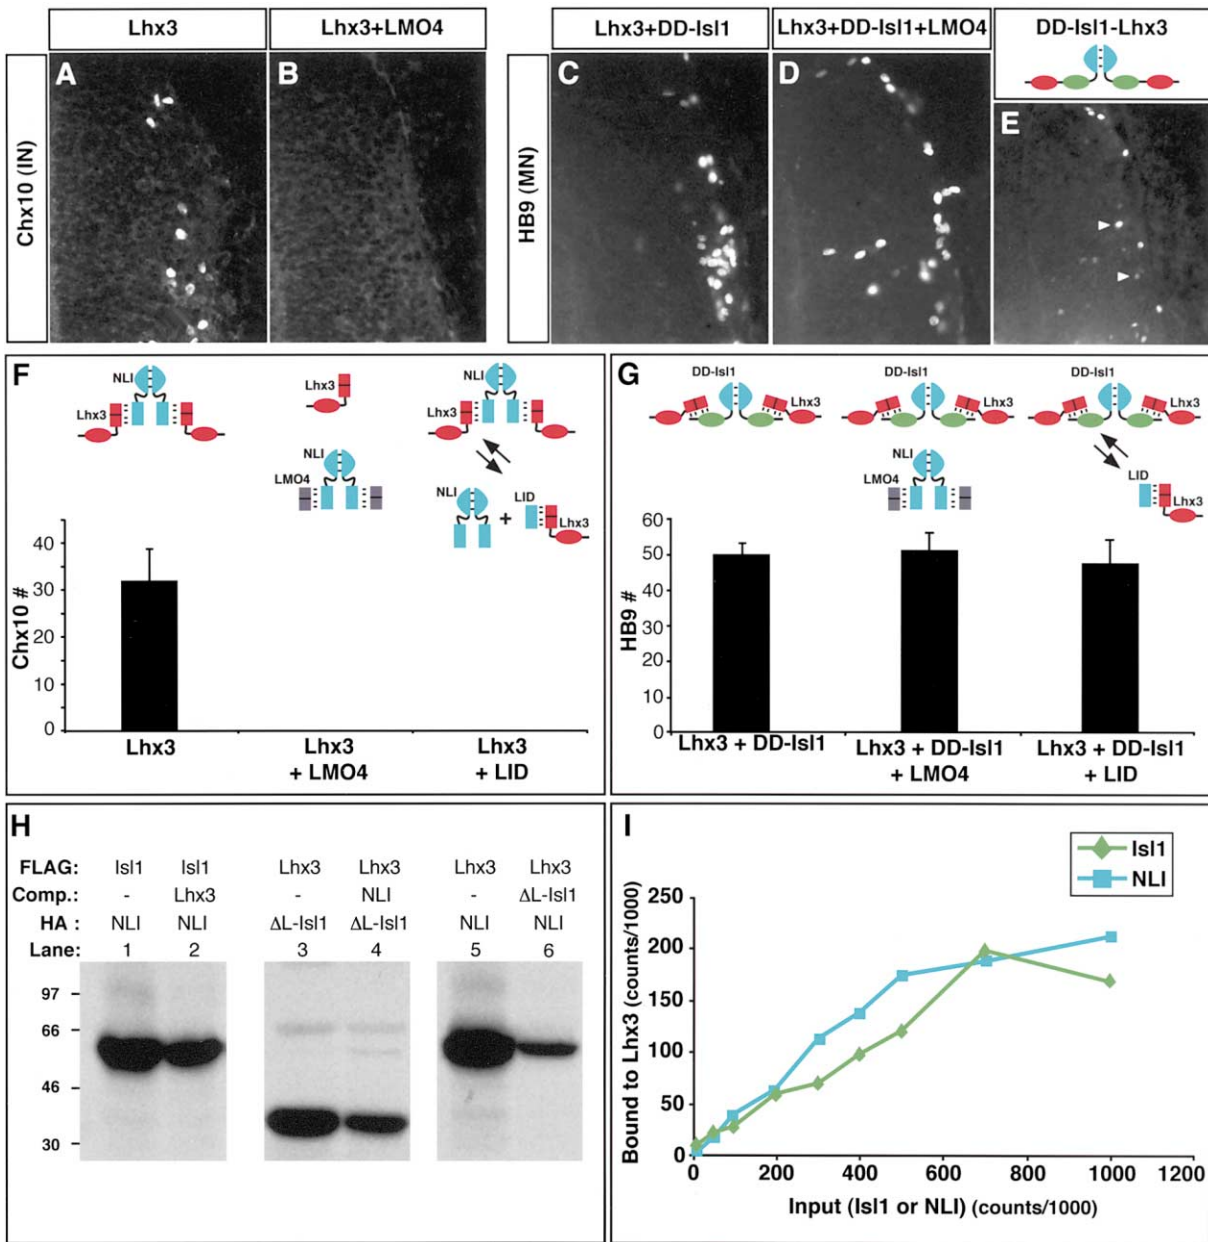 Lhx3
Lhx3+LMO4
Lhx3+DD-Isl1
Lhx3+DD-Isl1+LMO4
DD-Isl1-Lhx3
Chx10 (IN)
A
B
HB9 (MN)
C
D
E
F
NLI
Lhx3
Lhx3
NLI
LMO4
NLI
Lhx3
NLI
LID
+
Lhx3
Chx10 #
40
30
20
10
0
Lhx3
Lhx3
+ LMO4
Lhx3
+ LID
G
DD-Isl1
Lhx3
DD-Isl1
Lhx3
NLI
LMO4
DD-Isl1
Lhx3
LID
Lhx3
HB9 #
60
50
40
30
20
10
0
Lhx3 + DD-Isl1
Lhx3 + DD-Isl1
+ LMO4
Lhx3 + DD-Isl1
+ LID
H
FLAG: Isl1 Isl1 Lhx3 Lhx3 Lhx3 Lhx3
Comp.: - Lhx3 - NLI - ΔL-Isl1
HA : NLI NLI ΔL-Isl1 ΔL-Isl1 NLI NLI
Lane: 1 2 3 4 5 6
97
66
46
30
I
Isl1
NLI
Bound to Lhx3 (counts/1000)
250
200
150
100
50
0
0 200 400 600 800 1000 1200
Input (Isl1 or NLI) (counts/1000)